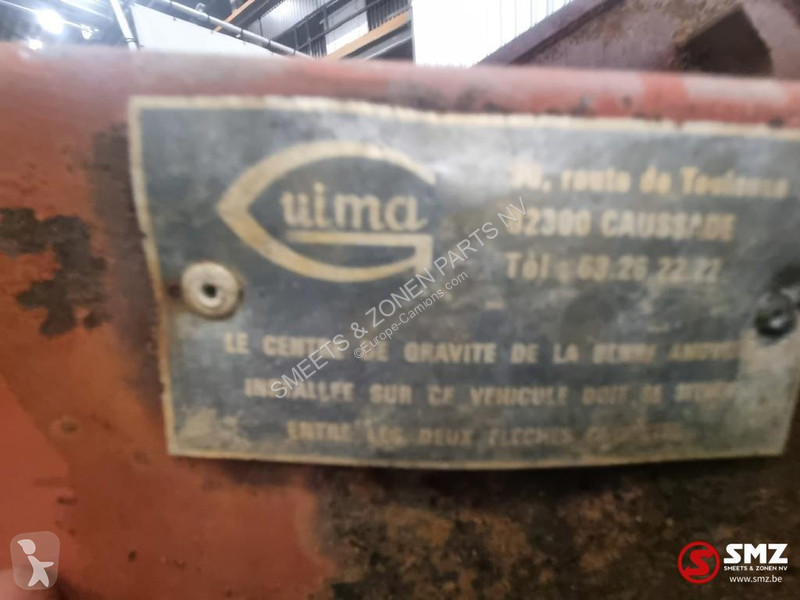 Guima
route de Toulouse
82300 CAUSSADE
Tél : 63.26.22.22
LE CENTRE DE GRAVITE DE LA BENNE
INSTALLEE SUR CE VEHICULE DOIT SE
ENTRE LES DEUX FLECHES
SMEETS & ZONEN PARTS NV
©Europe-Camions.com
SMZ
SMEETS & ZONEN NV
www.smz.be